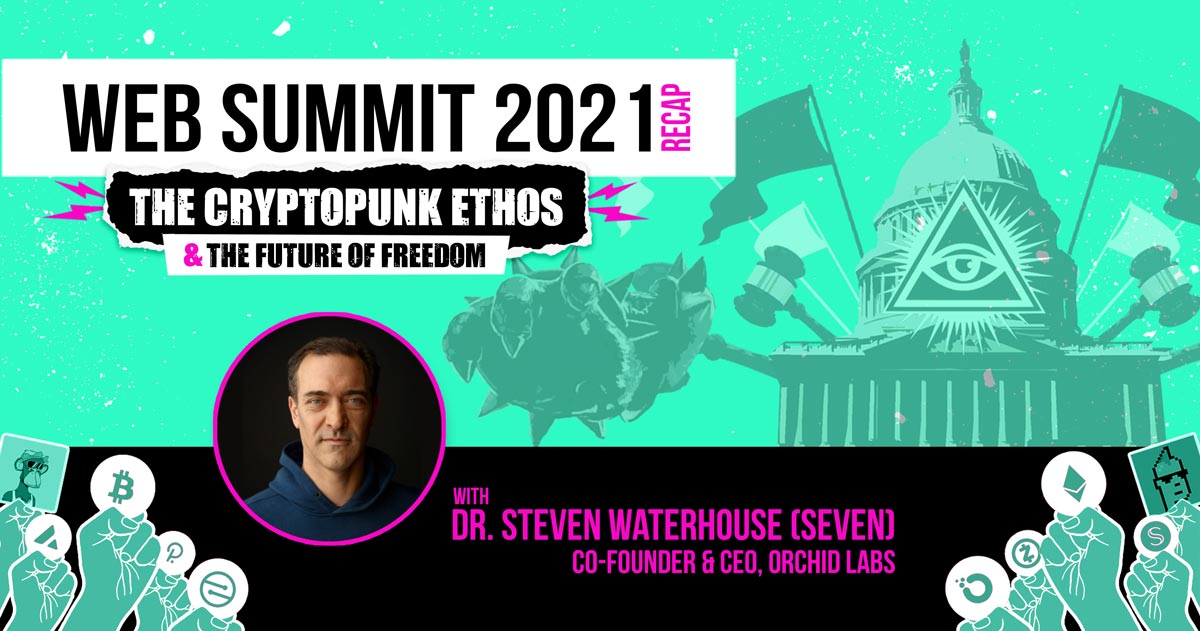 WEB SUMMIT 2021 RECAP
THE CRYPTOPUNK ETHOS
& THE FUTURE OF FREEDOM
WITH
DR. STEVEN WATERHOUSE (SEVEN)
CO-FOUNDER & CEO, ORCHID LABS